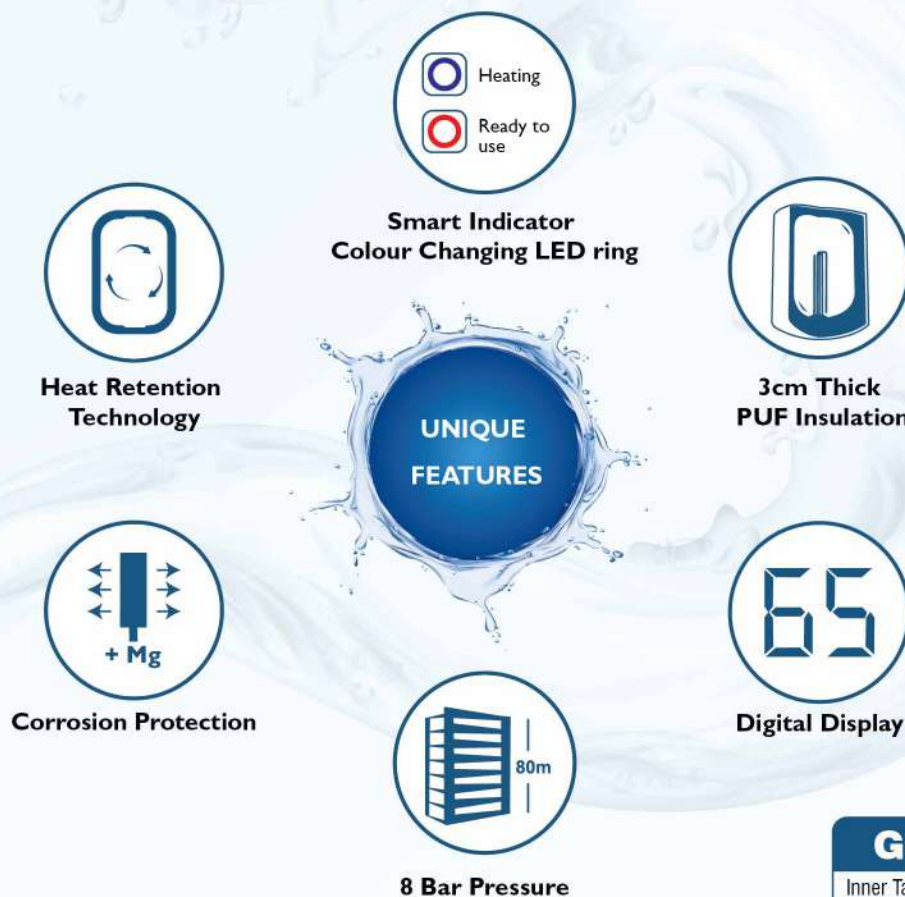 Heating
Ready to
use
Smart Indicator
Colour Changing LED ring
Heat Retention
Technology
3cm Thick
PUF Insulation
UNIQUE
FEATURES
+ Mg
Corrosion Protection
65
Digital Display
80m
8 Bar Pressure
Inner